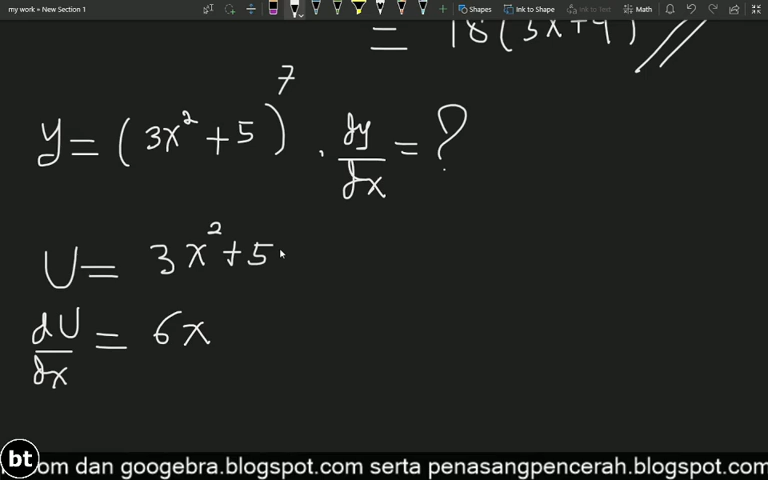 my work » New Section 1
Shapes Ink to Shape Ink to Text Math
= 18(3x+4)
y = (3x² + 5)⁷, dy/dx = ?
U = 3x² + 5
dU/dx = 6x
bt
om dan googebra.blogspot.com serta penasangpencerah.blogspot.com